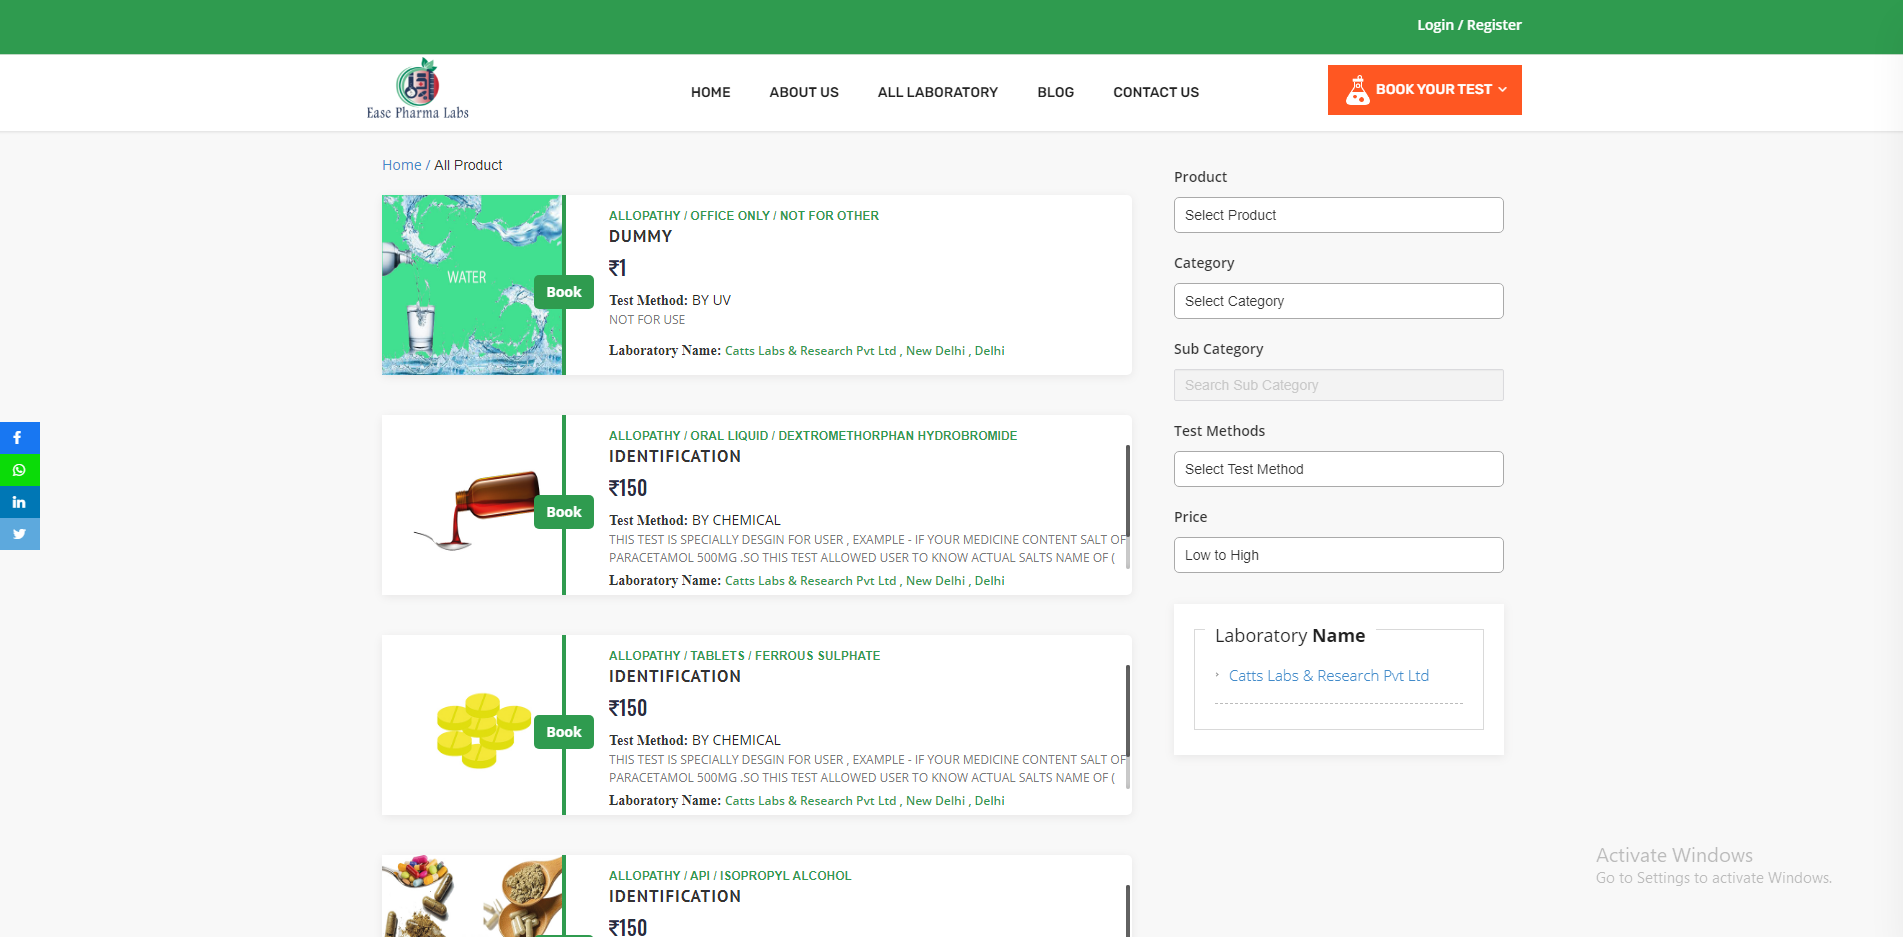 Login / Register
Ease Pharma Labs
HOME
ABOUT US
ALL LABORATORY
BLOG
CONTACT US
BOOK YOUR TEST
Home / All Product
WATER
Book
ALLOPATHY / OFFICE ONLY / NOT FOR OTHER
DUMMY
₹1
Test Method: BY UV
NOT FOR USE
Laboratory Name: Catts Labs & Research Pvt Ltd , New Delhi , Delhi
Book
ALLOPATHY / ORAL LIQUID / DEXTROMETHORPHAN HYDROBROMIDE
IDENTIFICATION
₹150
Test Method: BY CHEMICAL
THIS TEST IS SPECIALLY DESGIN FOR USER , EXAMPLE - IF YOUR MEDICINE CONTENT SALT OF
PARACETAMOL 500MG .SO THIS TEST ALLOWED USER TO KNOW ACTUAL SALTS NAME OF (
Laboratory Name: Catts Labs & Research Pvt Ltd , New Delhi , Delhi
Book
ALLOPATHY / TABLETS / FERROUS SULPHATE
IDENTIFICATION
₹150
Test Method: BY CHEMICAL
THIS TEST IS SPECIALLY DESGIN FOR USER , EXAMPLE - IF YOUR MEDICINE CONTENT SALT OF
PARACETAMOL 500MG .SO THIS TEST ALLOWED USER TO KNOW ACTUAL SALTS NAME OF (
Laboratory Name: Catts Labs & Research Pvt Ltd , New Delhi , Delhi
ALLOPATHY / API / ISOPROPYL ALCOHOL
IDENTIFICATION
₹150
Product
Select Product
Category
Select Category
Sub Category
Search Sub Category
Test Methods
Select Test Method
Price
Low to High
Laboratory Name
Catts Labs & Research Pvt Ltd
Activate Windows
Go to Settings to activate Windows.